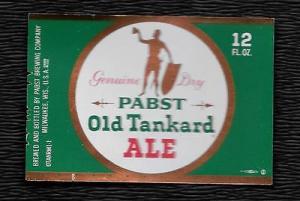 BREWED AND BOTTLED BY PABST BREWING COMPANY
MILWAUKEE, WIS., U.S.A.
12
FL. OZ.
Genuine Dry
PABST
Old Tankard
ALE